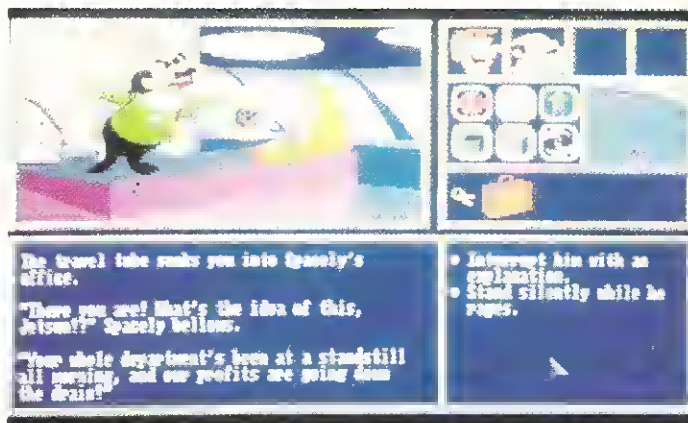 The travel tube sucks you into Spacely's
office.
"There you are! What's the idea of this,
Jetson!?" Spacely bellows.
"Your whole department's been at a standstill
all morning, and our profits are going down
the drain!"
• Interrupt him with an
explanation.
• Stand silently while he
rages.